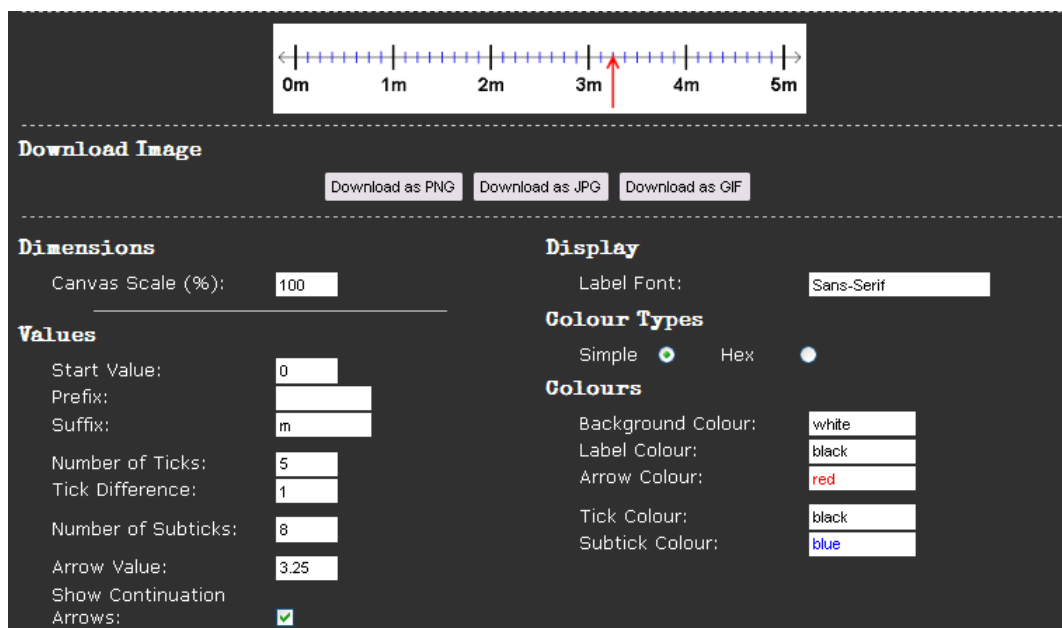 0m 1m 2m 3m 4m 5m
Download Image
Download as PNG Download as JPG Download as GIF
Dimensions
Canvas Scale (%): 100
Values
Start Value: 0
Prefix:
Suffix: m
Number of Ticks: 5
Tick Difference: 1
Number of Subticks: 8
Arrow Value: 3.25
Show Continuation
Arrows:
Display
Label Font: Sans-Serif
Colour Types
Simple Hex
Colours
Background Colour: white
Label Colour: black
Arrow Colour: red
Tick Colour: black
Subtick Colour: blue